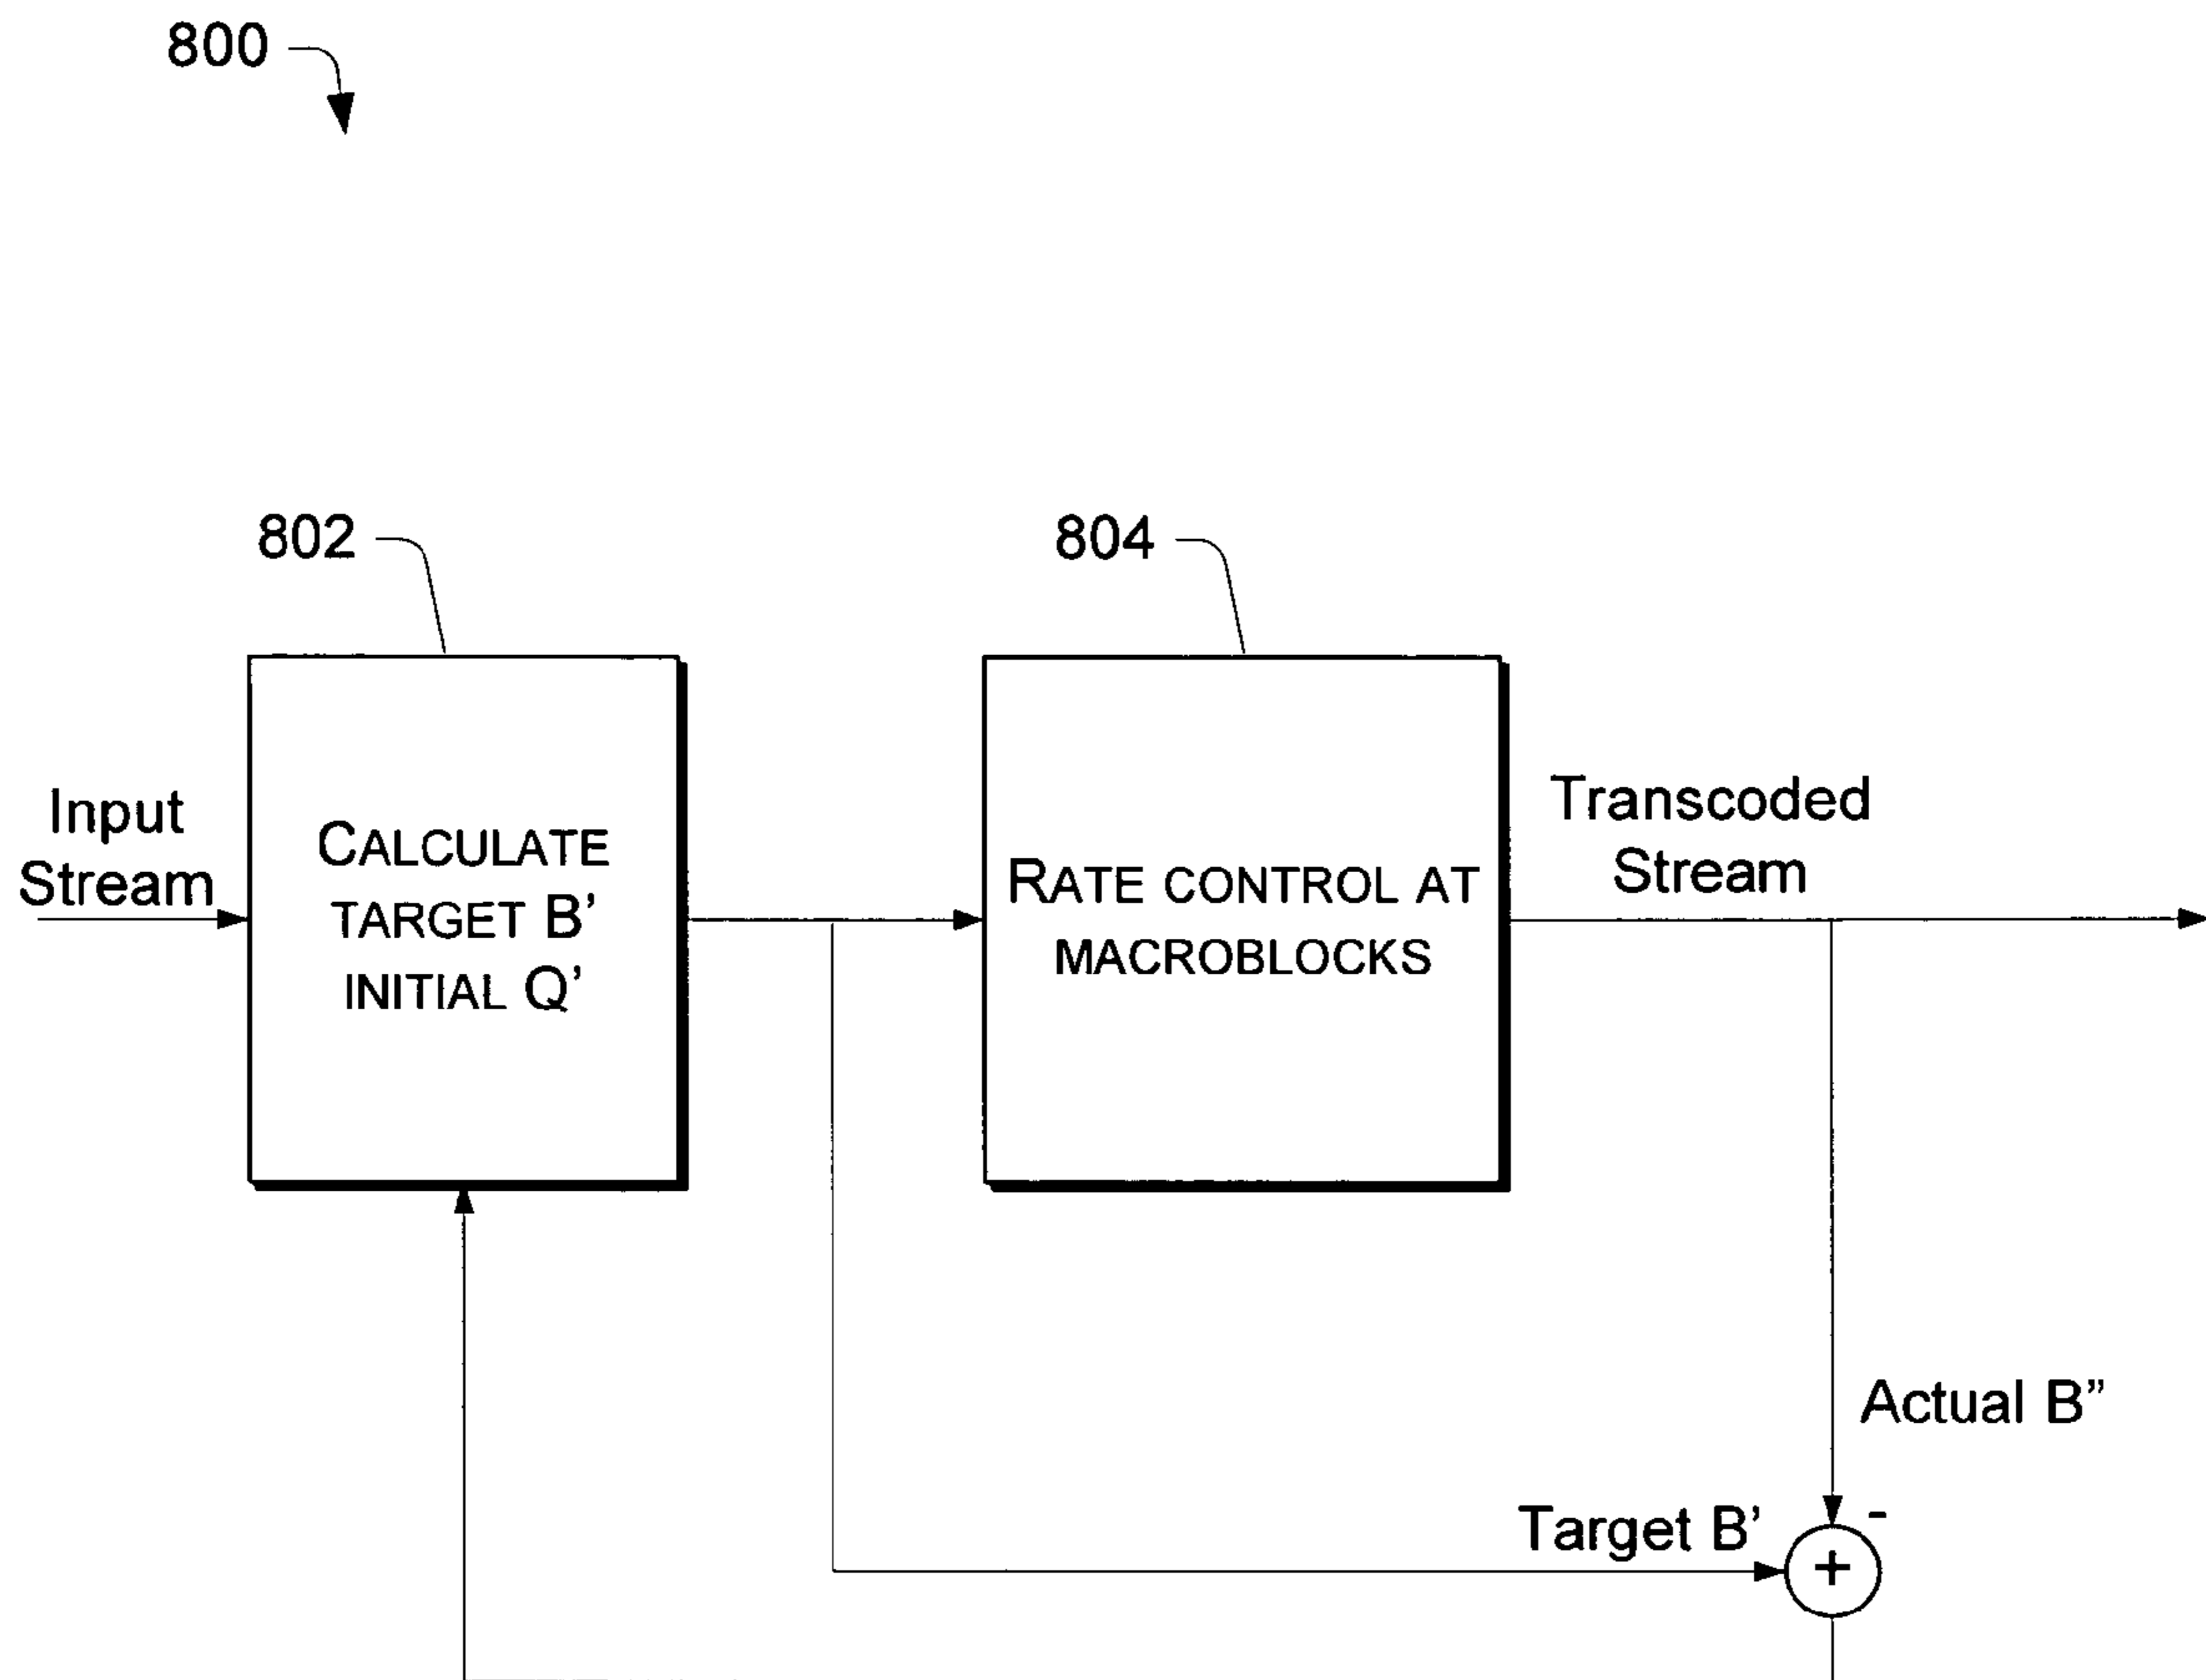 800
802
804
Input
Stream
CALCULATE
TARGET B'
INITIAL Q'
RATE CONTROL AT
MACROBLOCKS
Transcoded
Stream
Actual B”
-
Target B'
+